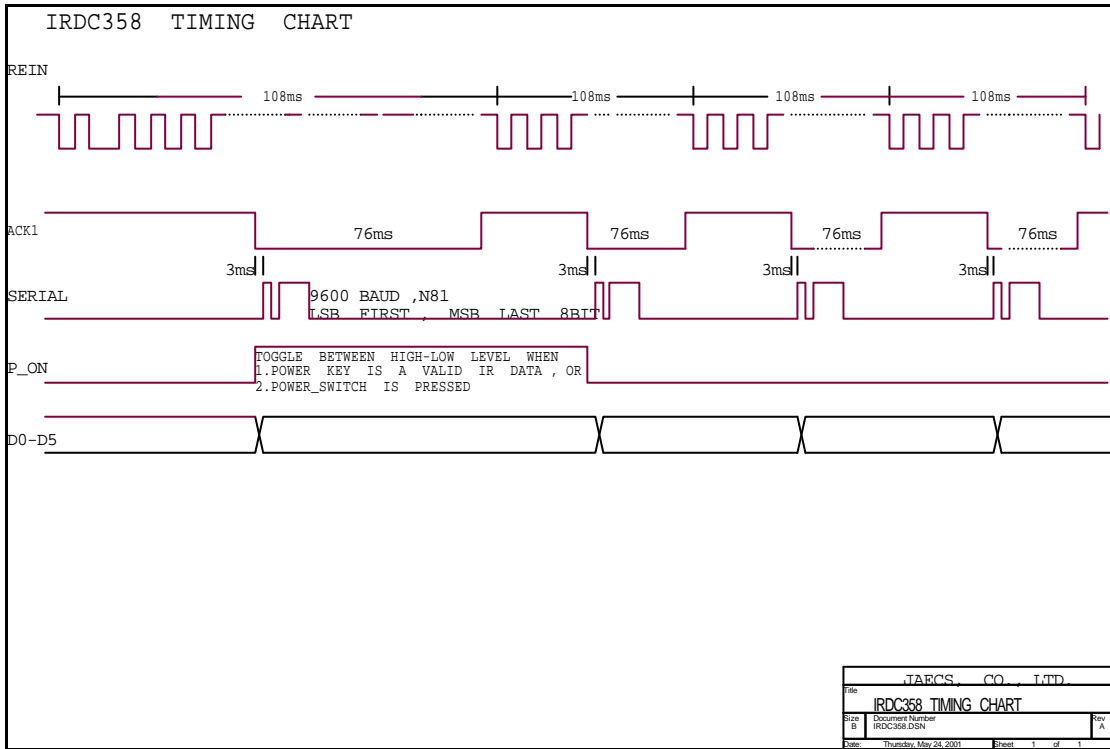 IRDC358 TIMING CHART
REIN
108ms 108ms 108ms 108ms
ACK1
76ms 76ms 76ms 76ms
3ms 3ms 3ms 3ms
SERIAL
9600 BAUD ,N81
LSB FIRST , MSB LAST 8BIT
P_ON
TOGGLE BETWEEN HIGH-LOW LEVEL WHEN
1.POWER KEY IS A VALID IR DATA , OR
2.POWER_SWITCH IS PRESSED
D0-D5
JAECS, CO., LTD.
Title
IRDC358 TIMING CHART
Size Document Number Rev
B IRDC358.DSN A
Date: Thursday, May 24, 2001 Sheet 1 of 1